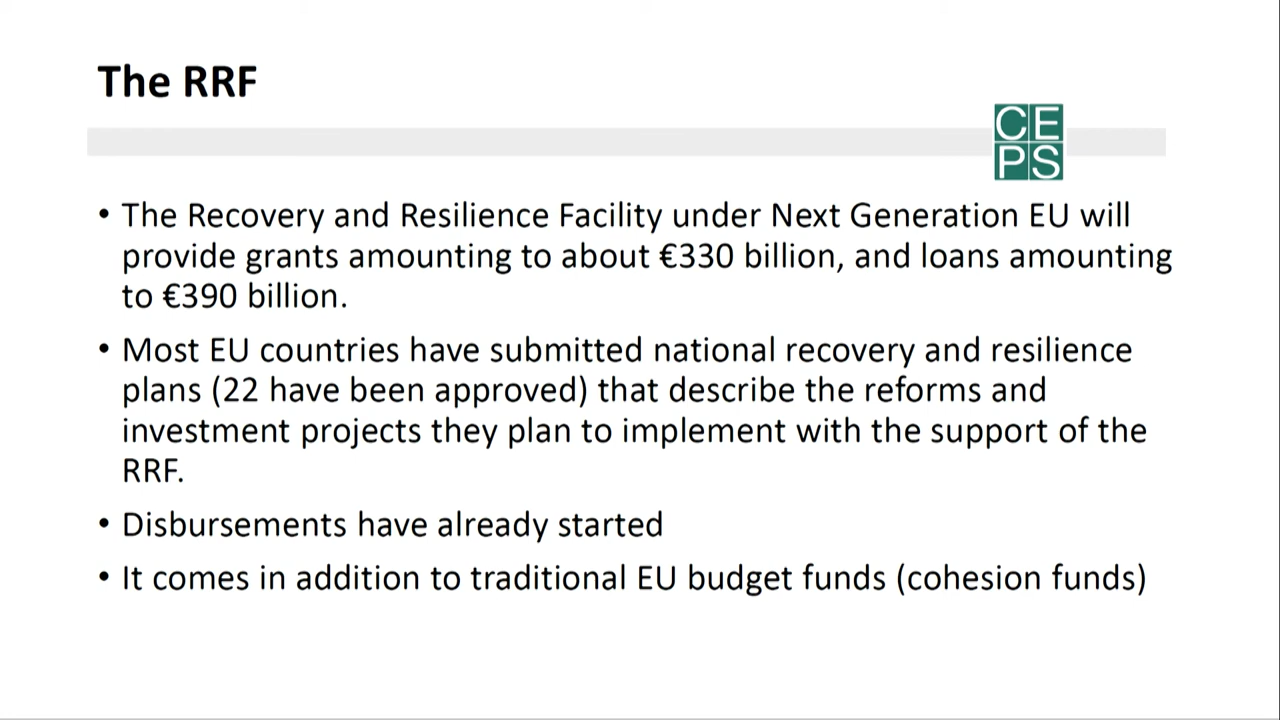 The RRF
CE
PS
• The Recovery and Resilience Facility under Next Generation EU will
provide grants amounting to about €330 billion, and loans amounting
to €390 billion.
• Most EU countries have submitted national recovery and resilience
plans (22 have been approved) that describe the reforms and
investment projects they plan to implement with the support of the
RRF.
• Disbursements have already started
• It comes in addition to traditional EU budget funds (cohesion funds)